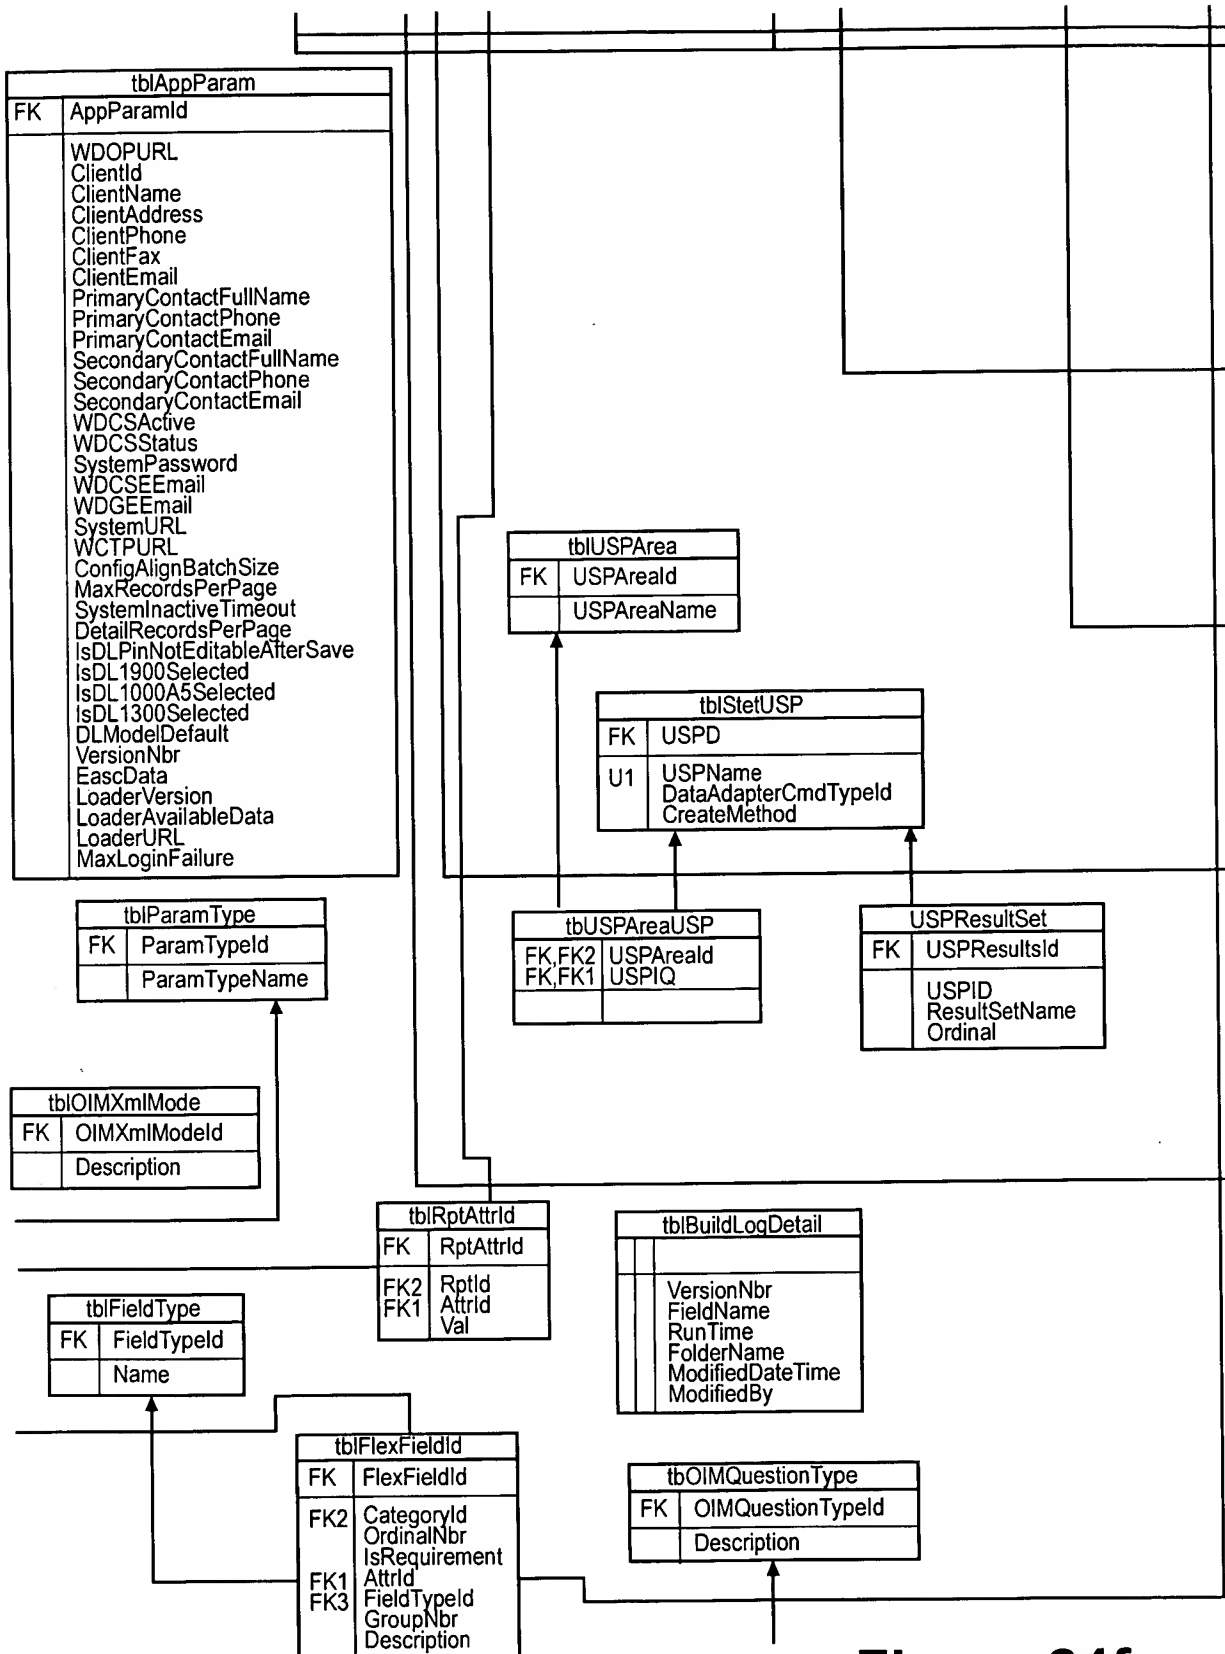 tblAppParam
FK AppParamId
WDOPURL
ClientId
ClientName
ClientAddress
ClientPhone
ClientFax
ClientEmail
PrimaryContactFullName
PrimaryContactPhone
PrimaryContactEmail
SecondaryContactFullName
SecondaryContactPhone
SecondaryContactEmail
WDCSActive
WDCSStatus
SystemPassword
WDCSEEmail
WDGEEmail
SystemURL
WCTPURL
ConfigAlignBatchSize
MaxRecordsPerPage
SystemInactiveTimeout
DetailRecordsPerPage
IsDLPinNotEditableAfterSave
IsDL1900Selected
IsDL1000A5Selected
IsDL1300Selected
DLModelDefault
VersionNbr
EascData
LoaderVersion
LoaderAvailableData
LoaderURL
MaxLoginFailure
tblUSPArea
FK USPAreaId
USPAreaName
tblStetUSP
FK USPD
U1 USPName
DataAdapterCmdTypeId
CreateMethod
tblParamType
FK ParamTypeId
ParamTypeName
tbUSPAreaUSP
FK,FK2 USPAreaId
FK,FK1 USPIQ
USPResultSet
FK USPResultsId
USPID
ResultSetName
Ordinal
tblOIMXmlMode
FK OIMXmlModeId
Description
tblRptAttrId
FK RptAttrId
FK2 RptId
FK1 AttrId
Val
tblBuildLogDetail
VersionNbr
FieldName
RunTime
FolderName
ModifiedDateTime
ModifiedBy
tblFieldType
FK FieldTypeId
Name
tblFlexFieldId
FK FlexFieldId
FK2 CategoryId
OrdinalNbr
IsRequirement
FK1 AttrId
FK3 FieldTypeId
GroupNbr
Description
tbOIMQuestionType
FK OIMQuestionTypeId
Description